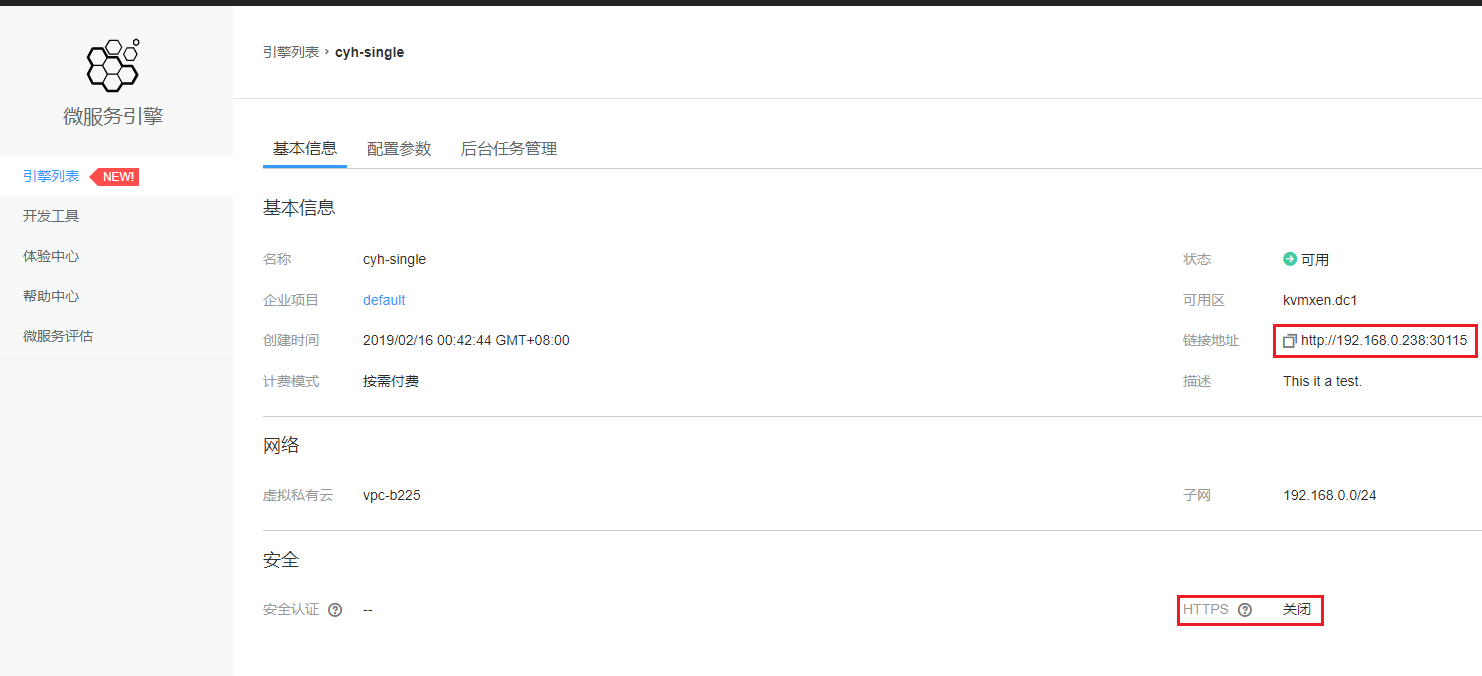 引擎列表 › cyh-single
微服务引擎
引擎列表 NEW!
开发工具
体验中心
帮助中心
微服务评估
基本信息 配置参数 后台任务管理
基本信息
名称 cyh-single 状态 可用
企业项目 default 可用区 kvmxen.dc1
创建时间 2019/02/16 00:42:44 GMT+08:00 链接地址 http://192.168.0.238:30115
计费模式 按需付费 描述 This it a test.
网络
虚拟私有云 vpc-b225 子网 192.168.0.0/24
安全
安全认证 ? -- HTTPS ? 关闭